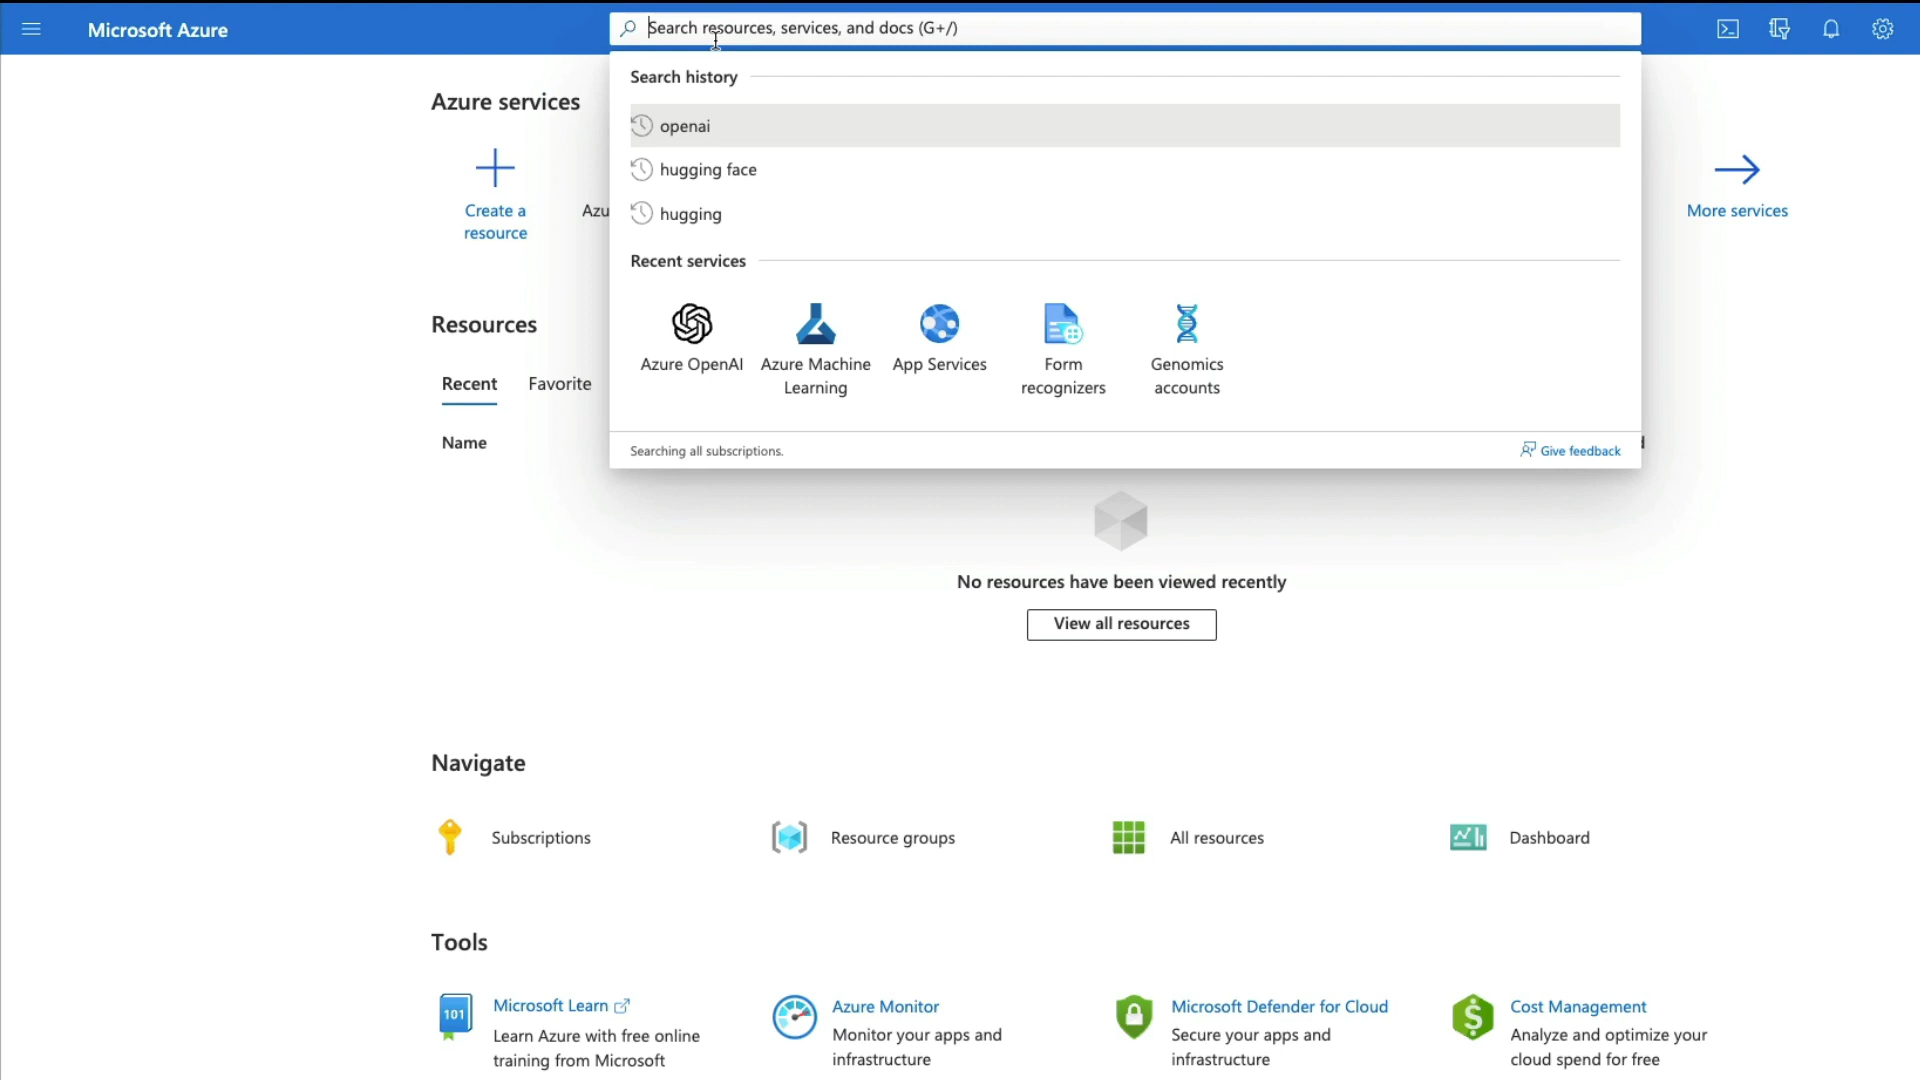 Microsoft Azure
Search resources, services, and docs (G+/)
Search history
openai
hugging face
hugging
Recent services
Azure OpenAI
Azure Machine
Learning
App Services
Form
recognizers
Genomics
accounts
Searching all subscriptions.
Give feedback
Azure services
Create a
resource
Azu
More services
Resources
Recent
Favorite
Name
No resources have been viewed recently
View all resources
Navigate
Subscriptions
Resource groups
All resources
Dashboard
Tools
101
Microsoft Learn
Learn Azure with free online
training from Microsoft
Azure Monitor
Monitor your apps and
infrastructure
Microsoft Defender for Cloud
Secure your apps and
infrastructure
$
Cost Management
Analyze and optimize your
cloud spend for free